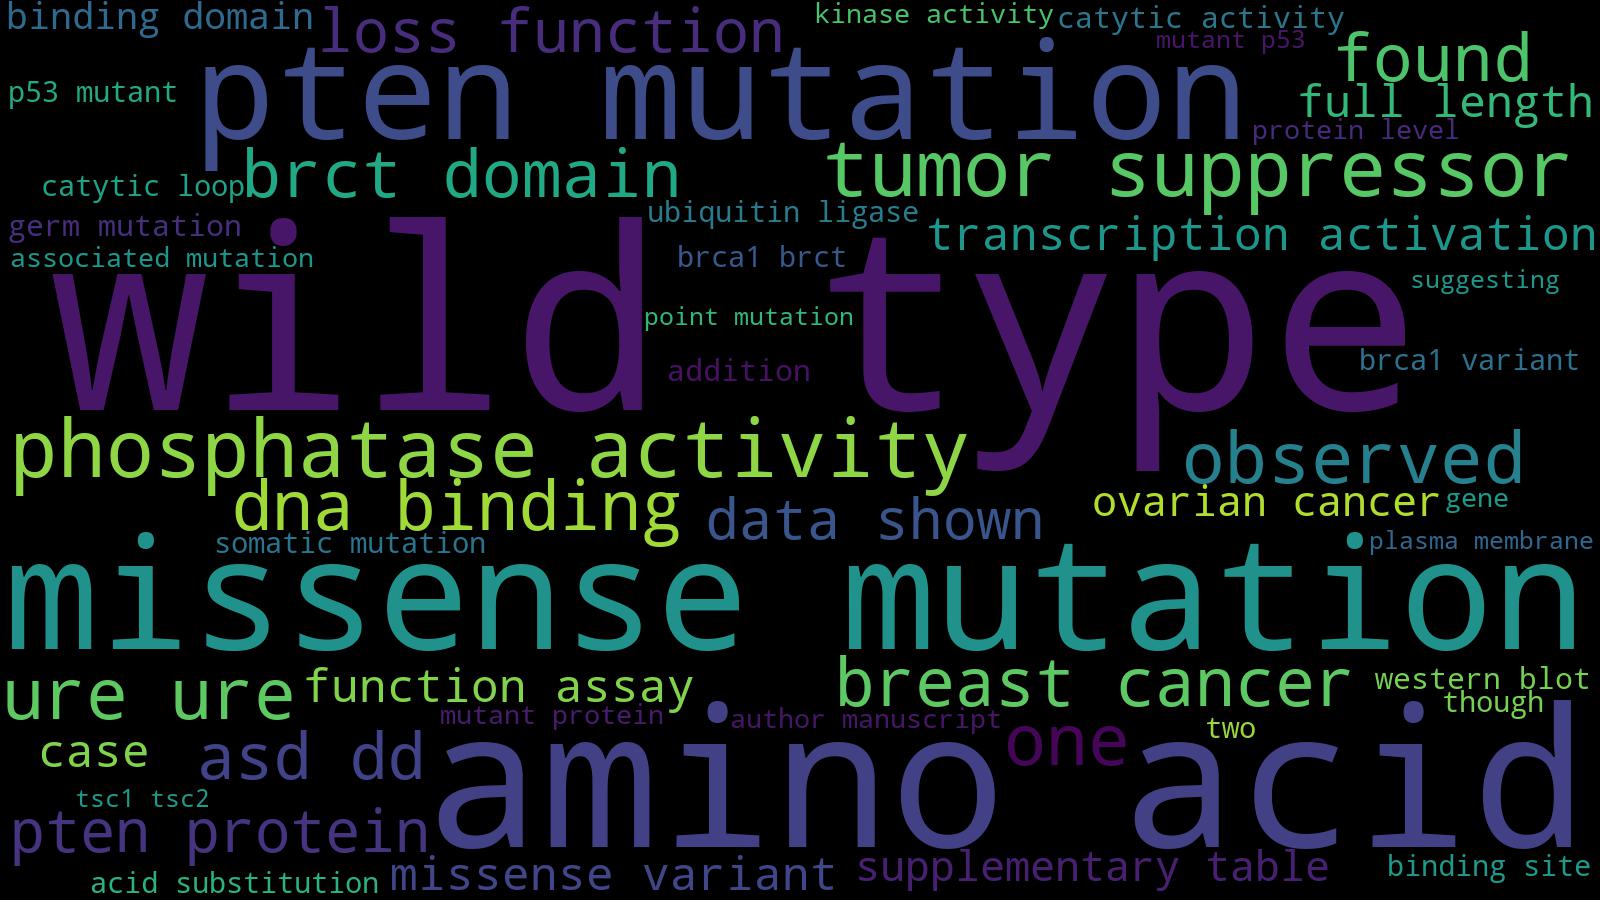 binding domain
loss function
kinase activity
catytic activity
mutant p53
found
p53 mutant
pten mutation
full length
protein level
catytic loop
brct domain
tumor suppressor
germ mutation
ubiquitin ligase
transcription activation
associated mutation
brca1 brct
wild type
suggesting
point mutation
addition
brca1 variant
phosphatase activity
observed
dna binding
data shown
ovarian cancer
gene
somatic mutation
plasma membrane
missense mutation
ure ure
function assay
breast cancer
western blot
though
mutant protein
author manuscript
one
two
case
asd dd
amino acid
tsc1 tsc2
pten protein
acid substitution
missense variant
supplementary table
binding site